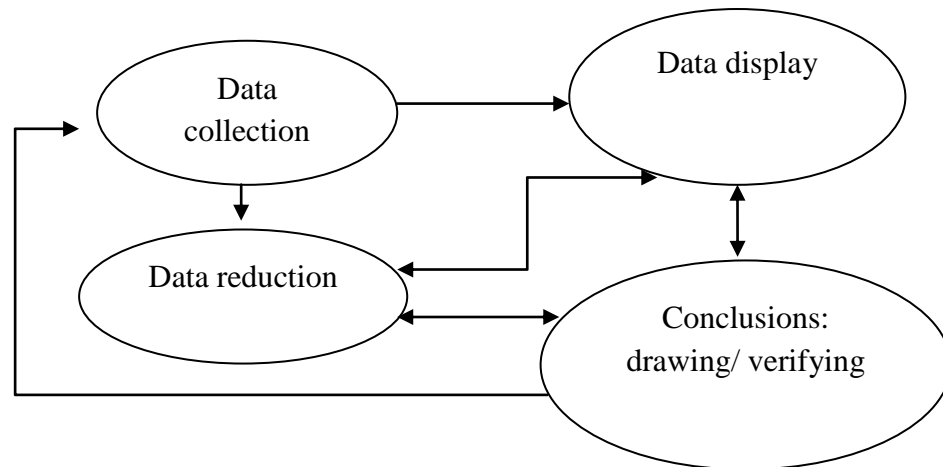 Data
collection
Data display
Data reduction
Conclusions:
drawing/ verifying